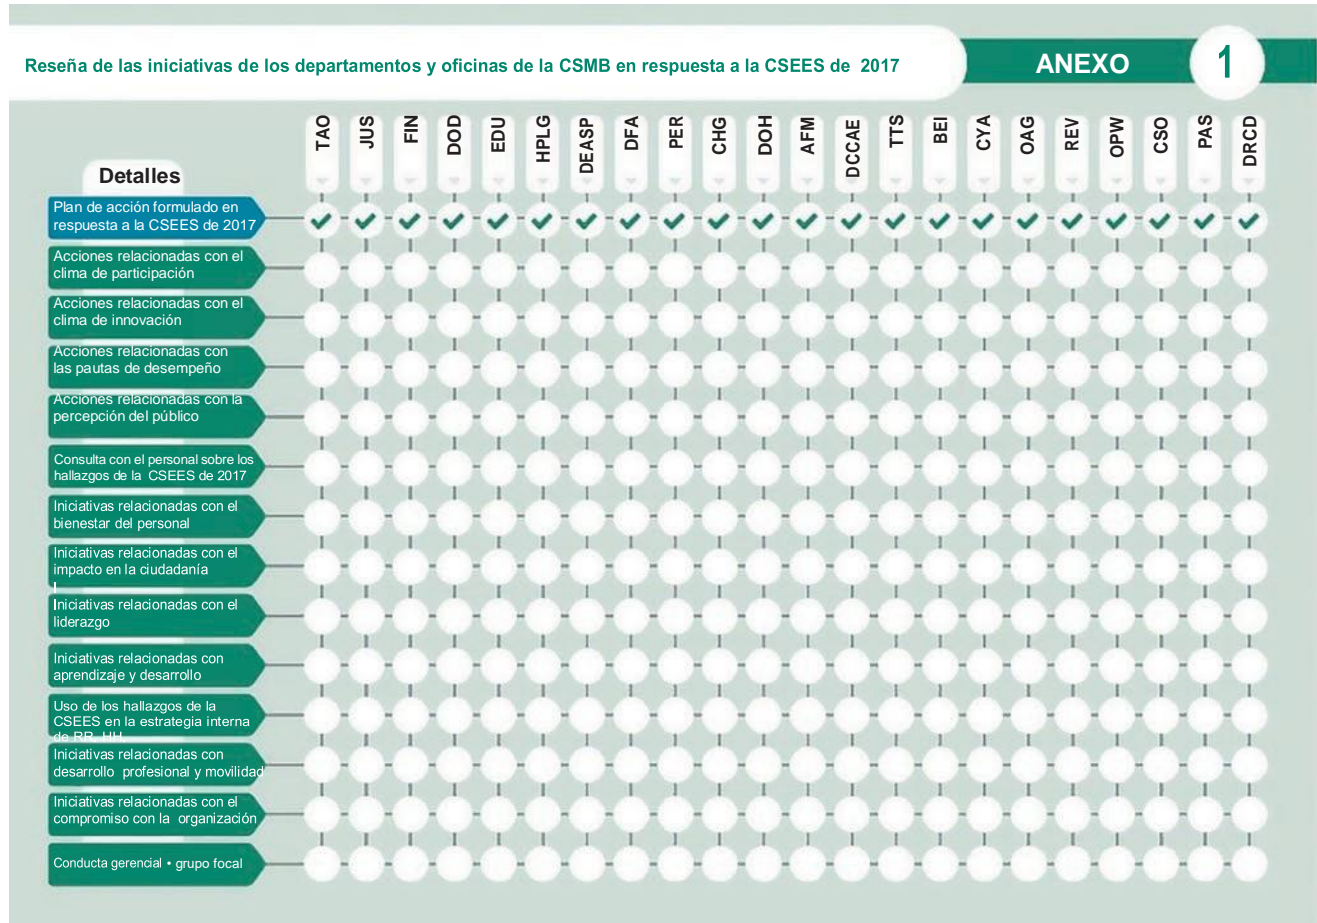 Reseña de las iniciativas de los departamentos y oficinas de la CSMB en respuesta a la CSEES de 2017
ANEXO
1
TAO
JUS
FIN
DOD
EDU
HPLG
DEASP
DFA
PER
CHG
DOH
AFM
DCCAE
TTS
BEI
CYA
OAG
REV
OPW
CSO
PAS
DRCD
Detalles
Plan de acción formulado en
respuesta a la CSEES de 2017
Acciones relacionadas con el
clima de participación
Acciones relacionadas con el
clima de innovación
Acciones relacionadas con
las pautas de desempeño
Acciones relacionadas con la
percepción del público
Consulta con el personal sobre los
hallazgos de la CSEES de 2017
Iniciativas relacionadas con el
bienestar del personal
Iniciativas relacionadas con el
impacto en la ciudadanía
Iniciativas relacionadas con el
liderazgo
Iniciativas relacionadas con
aprendizaje y desarrollo
Uso de los hallazgos de la
CSEES en la estrategia interna
de RR. HH.
Iniciativas relacionadas con
desarrollo profesional y movilidad
Iniciativas relacionadas con el
compromiso con la organización
Conducta gerencial • grupo focal